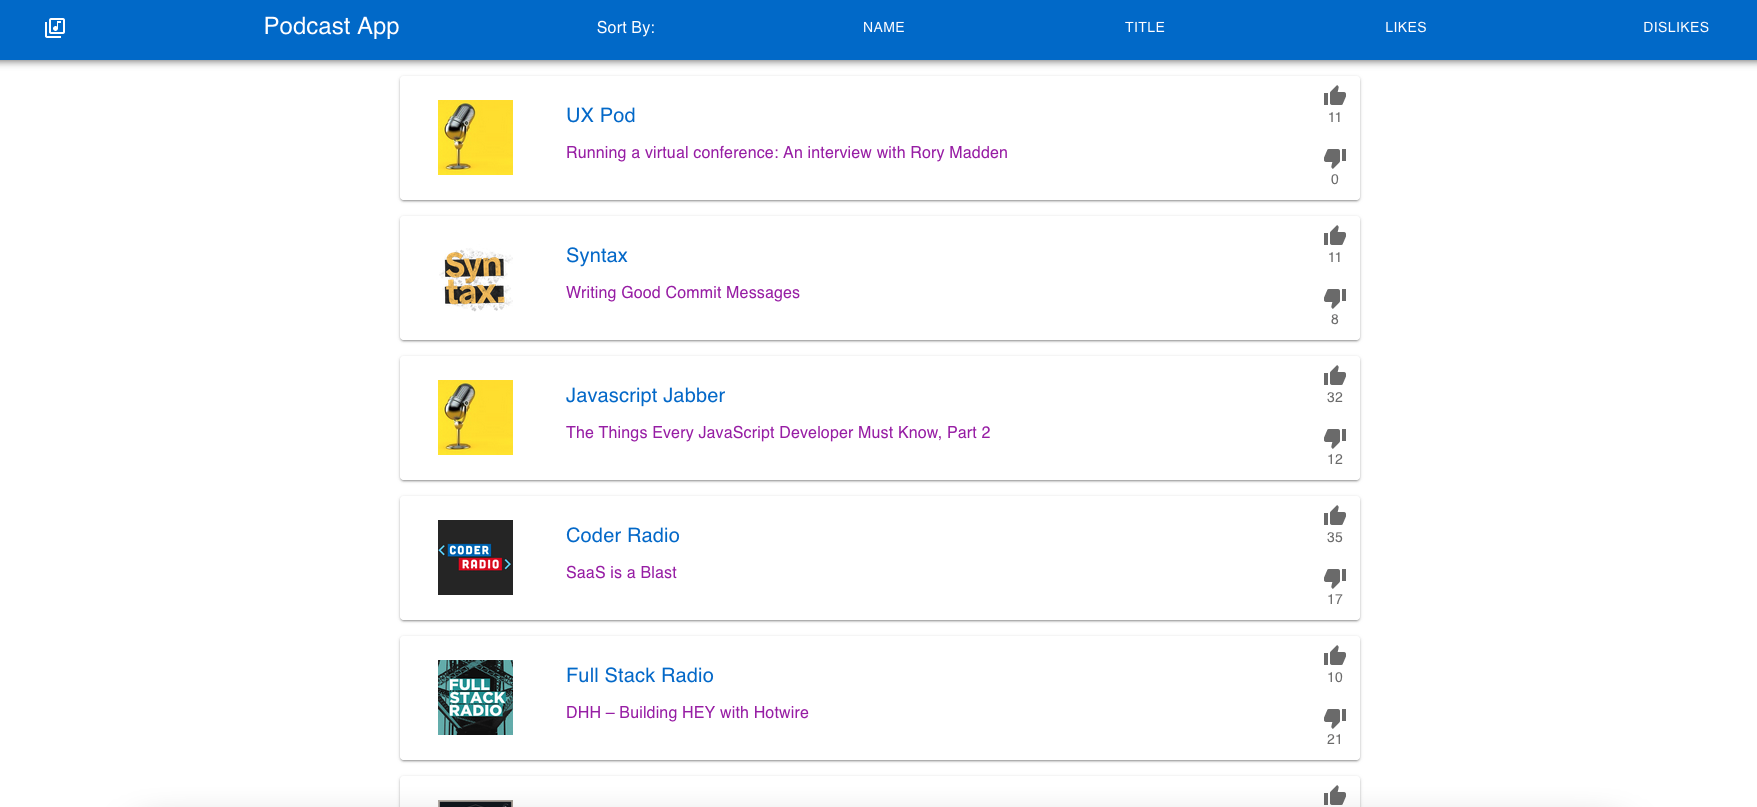 Podcast App Sort By: NAME TITLE LIKES DISLIKES
UX Pod
Running a virtual conference: An interview with Rory Madden
11
0
Syn
tax.
Syntax
Writing Good Commit Messages
11
8
Javascript Jabber
The Things Every JavaScript Developer Must Know, Part 2
32
12
<CODER
RADIO>
Coder Radio
SaaS is a Blast
35
17
FULL
STACK
RADIO
Full Stack Radio
DHH – Building HEY with Hotwire
10
21